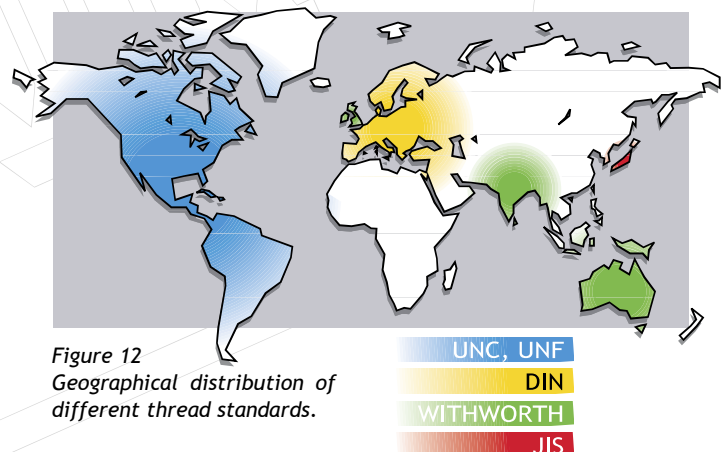 Figure 12
Geographical distribution of
different thread standards.
UNC, UNF
DIN
WITHWORTH
JIS